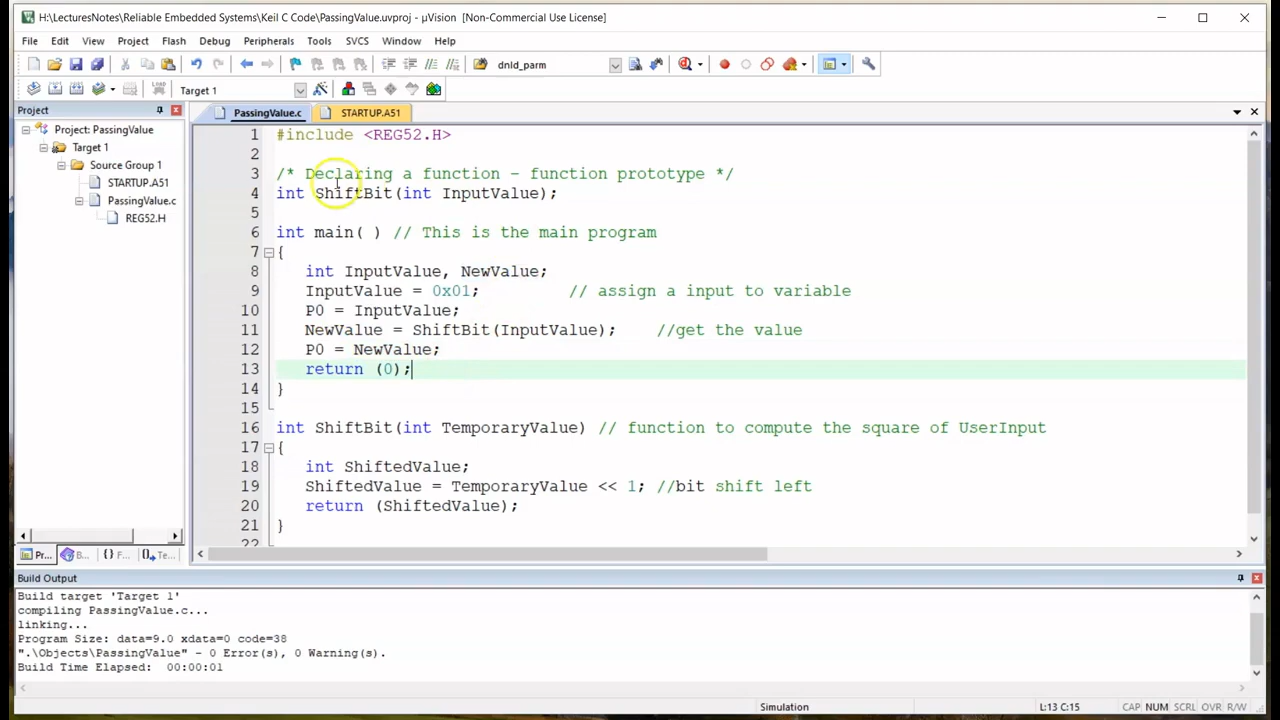 H:\LecturesNotes\Reliable Embedded Systems\Keil C Code\PassingValue.uvproj - µVision [Non-Commercial Use License]
File Edit View Project Flash Debug Peripherals Tools SVCS Window Help
dnld_parm
LOAD Target 1
Project
PassingValue.c STARTUP.A51
Project: PassingValue
Target 1
Source Group 1
STARTUP.A51
PassingValue.c
REG52.H
1 #include <REG52.H>
2
3 /* Declaring a function - function prototype */
4 int ShiftBit(int InputValue);
5
6 int main( ) // This is the main program
7 {
8 int InputValue, NewValue;
9 InputValue = 0x01; // assign a input to variable
10 P0 = InputValue;
11 NewValue = ShiftBit(InputValue); //get the value
12 P0 = NewValue;
13 return (0);
14 }
15
16 int ShiftBit(int TemporaryValue) // function to compute the square of UserInput
17 {
18 int ShiftedValue;
19 ShiftedValue = TemporaryValue << 1; //bit shift left
20 return (ShiftedValue);
21 }
22
Pr... B... {} F... Te...
Build Output
Build target 'Target 1'
compiling PassingValue.c...
linking...
Program Size: data=9.0 xdata=0 code=38
".\Objects\PassingValue" - 0 Error(s), 0 Warning(s).
Build Time Elapsed: 00:00:01
Simulation L:13 C:15 CAP NUM SCRL OVR R/W